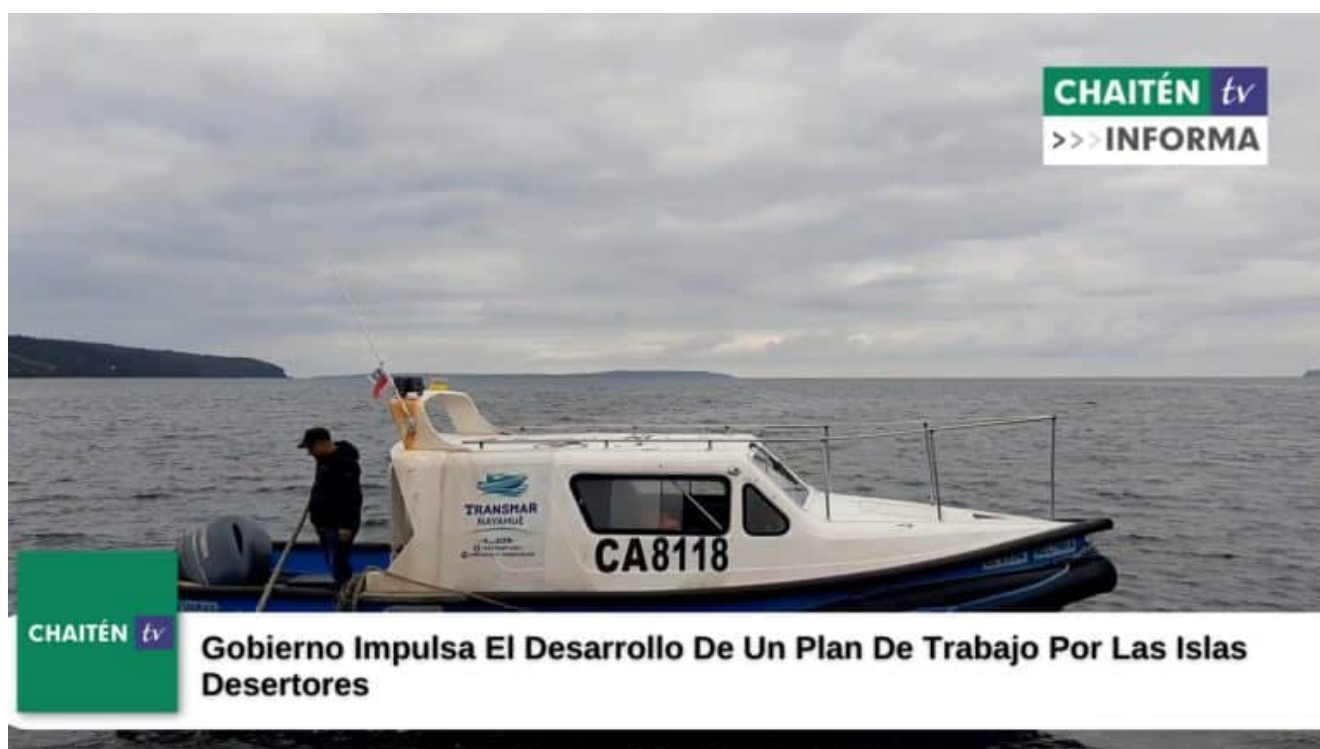 CHAITÉN tv
>>>INFORMA
TRANSMAR
NAYAHUÉ
CA8118
CHAITÉN tv
Gobierno Impulsa El Desarrollo De Un Plan De Trabajo Por Las Islas
Desertores